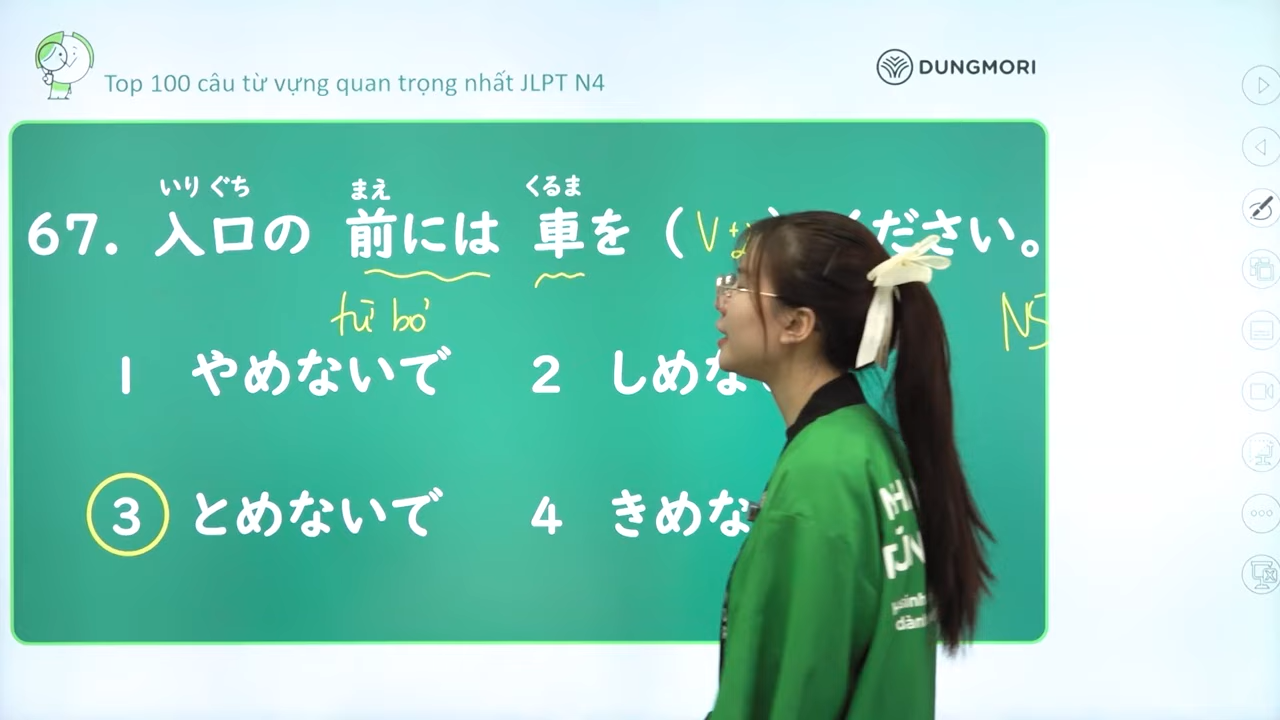 Top 100 câu từ vựng quan trọng nhất JLPT N4
DUNGMORI
いりぐち まえ くるま
67. 入口の 前には 車を ( V ください。
từ bỏ
1 やめないで 2 しめな
3 とめないで 4 きめな